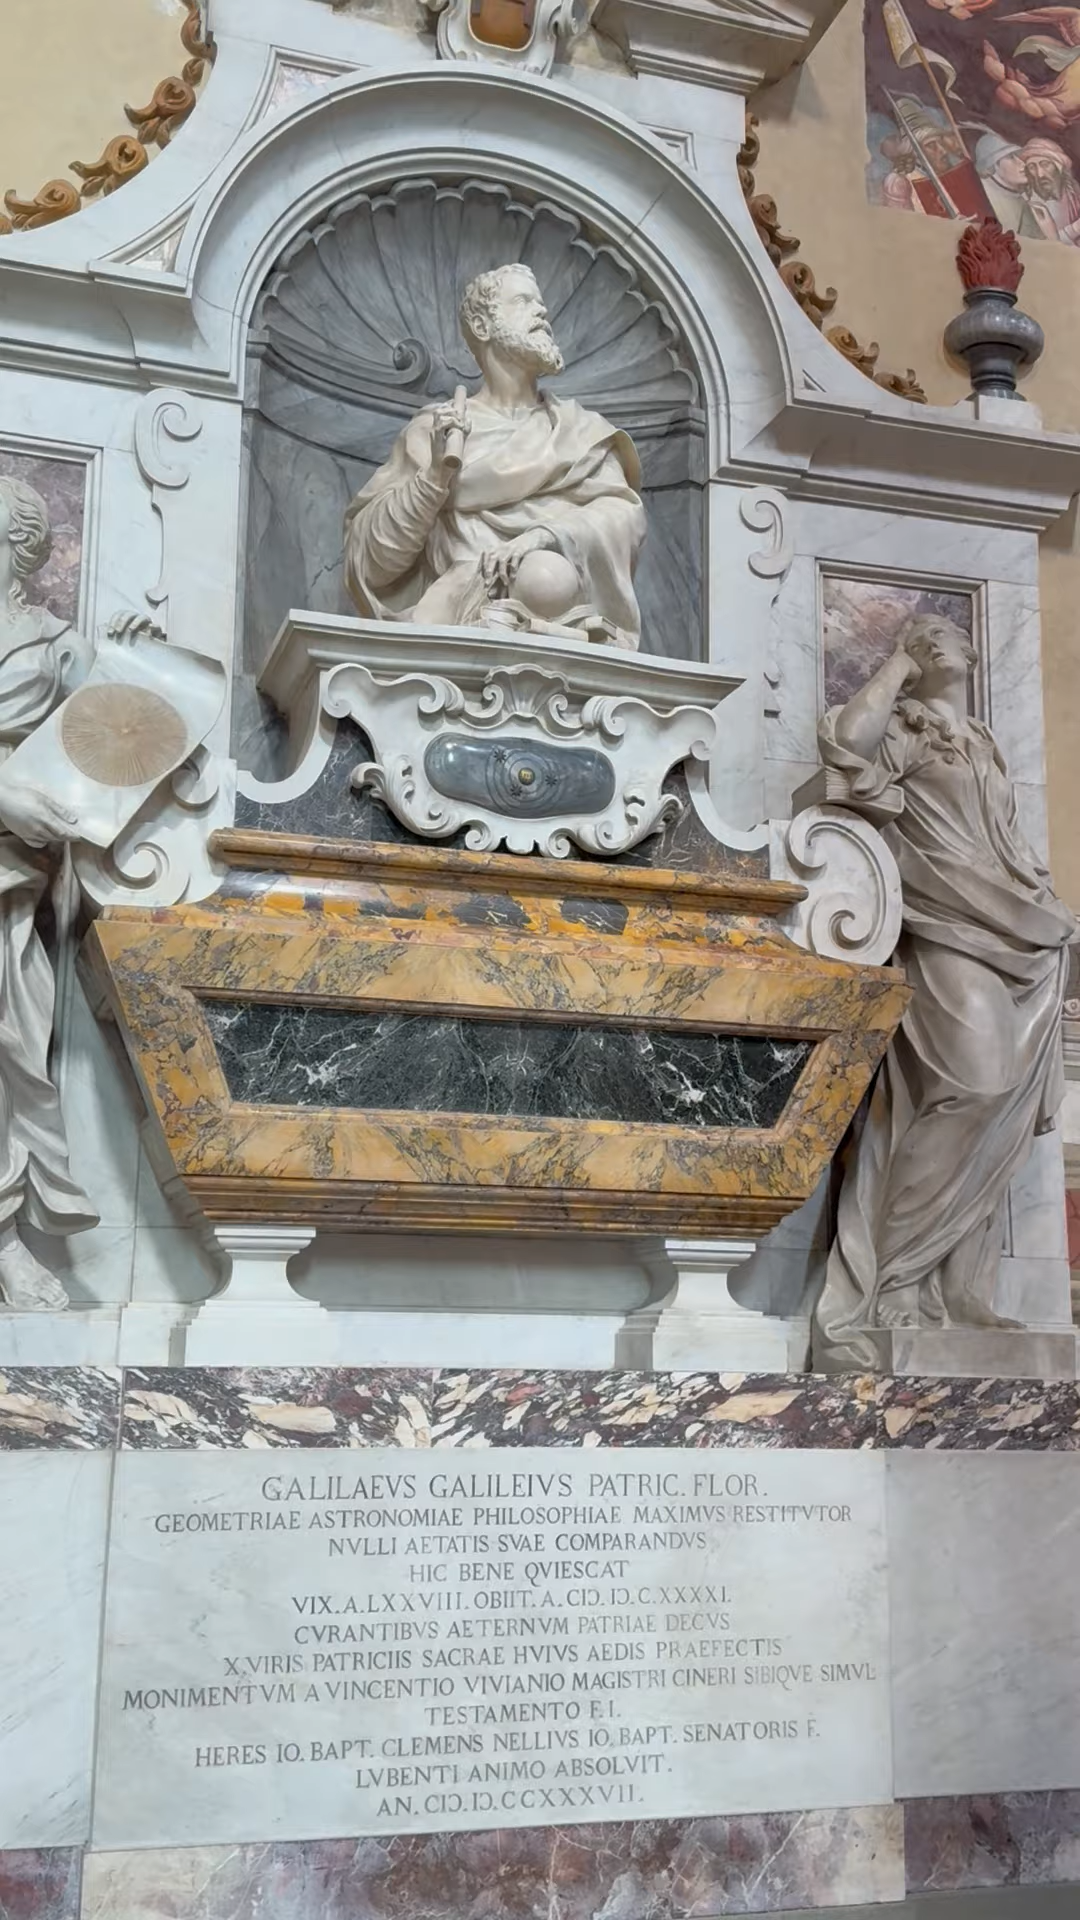 GALILAEVS GALILEIVS PATRIC. FLOR.
GEOMETRIAE ASTRONOMIAE PHILOSOPHIAE MAXIMVS RESTITVTOR
NVLLI AETATIS SVAE COMPARANDVS
HIC BENE QVIESCAT
VIX. A. LXXVIII. OBIIT. A. CIƆ. IƆ. C. XXXXI.
CVRANTIBVS AETERNVM PATRIAE DECVS
X. VIRIS PATRICIIS SACRAE HVIVS AEDIS PRAEFECTIS
MONIMENTVM A VINCENTIO VIVIANIO MAGISTRI CINERI SIBIQVE SIMVL
TESTAMENTO F. I.
HERES IO. BAPT. CLEMENS NELLIVS IO. BAPT. SENATORIS F.
LVBENTI ANIMO ABSOLVIT.
AN. CIƆ. IƆ. CCXXXVII.